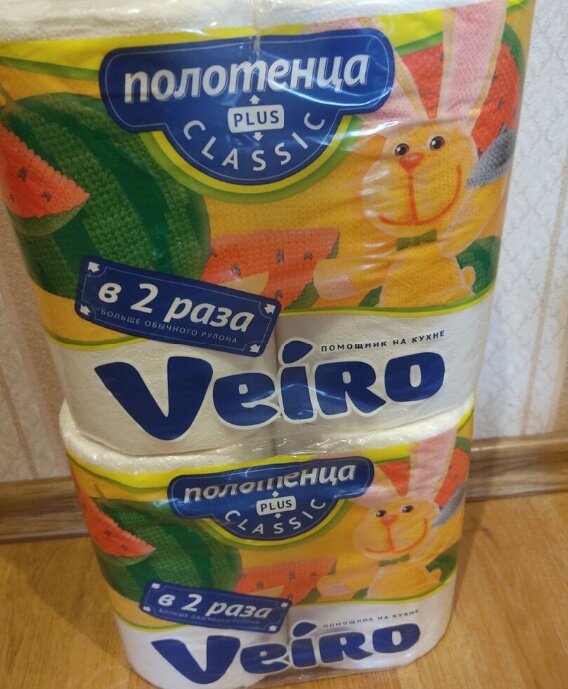 полотенца
PLUS
CLASSIC
в 2 раза
БОЛЬШЕ ОБЫЧНОГО РУЛОНА
ПОМОЩНИК НА КУХНЕ
Veiro
полотенца
PLUS
CLASSIC
в 2 раза
БОЛЬШЕ ОБЫЧНОГО РУЛОНА
ПОМОЩНИК НА КУХНЕ
Veiro